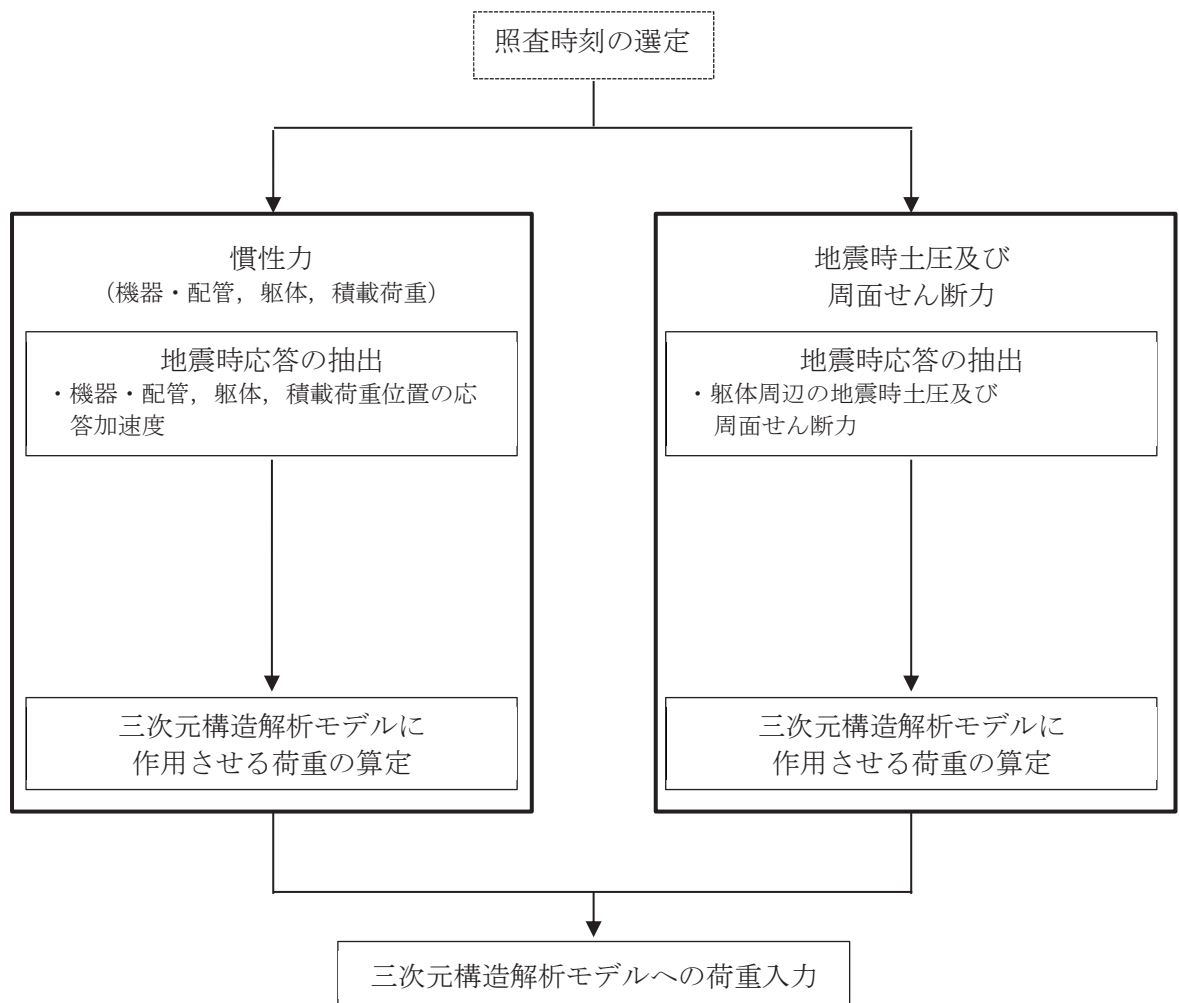 照査時刻の選定
慣性力
（機器・配管，躯体，積載荷重）
地震時応答の抽出
・機器・配管，躯体，積載荷重位置の応
答加速度
三次元構造解析モデルに
作用させる荷重の算定
地震時土圧及び
周面せん断力
地震時応答の抽出
・躯体周辺の地震時土圧及び
周面せん断力
三次元構造解析モデルに
作用させる荷重の算定
三次元構造解析モデルへの荷重入力